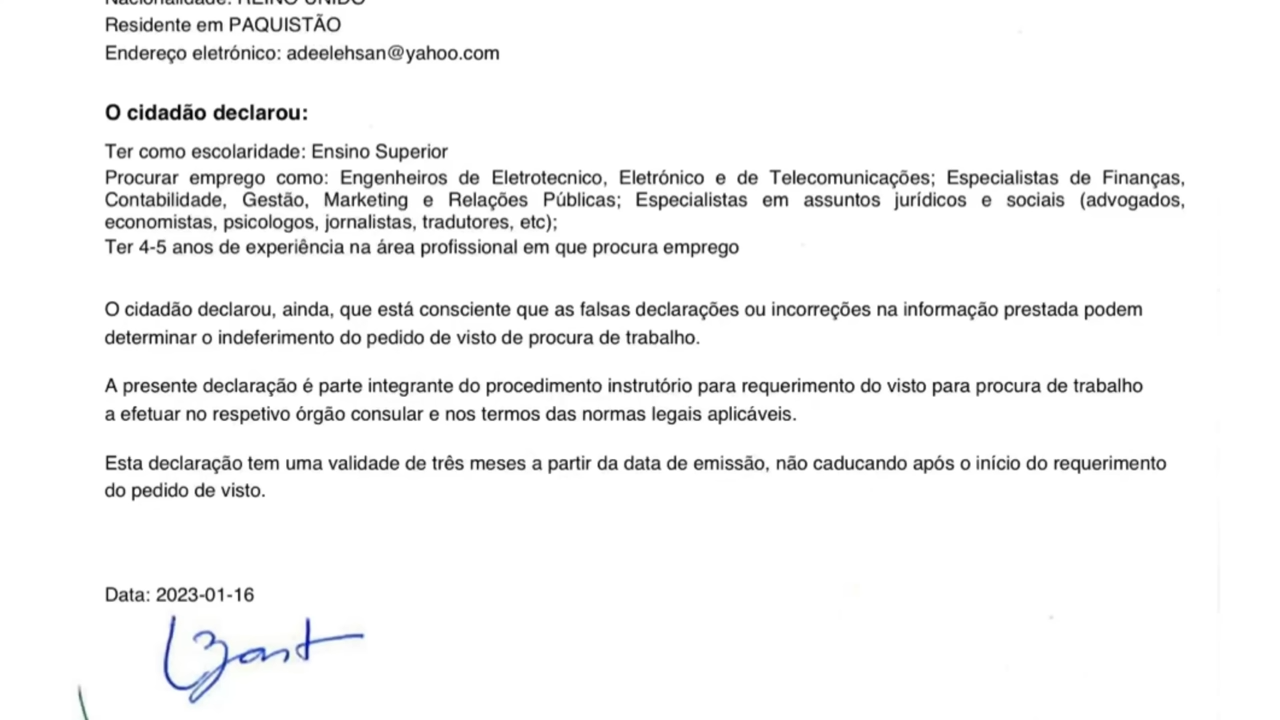 Nacionalidade: REINO UNIDO
Residente em PAQUISTÃO
Endereço eletrónico: adeelehsan@yahoo.com
O cidadão declarou:
Ter como escolaridade: Ensino Superior
Procurar emprego como: Engenheiros de Eletrotecnico, Eletrónico e de Telecomunicações; Especialistas de Finanças,
Contabilidade, Gestão, Marketing e Relações Públicas; Especialistas em assuntos jurídicos e sociais (advogados,
economistas, psicologos, jornalistas, tradutores, etc);
Ter 4-5 anos de experiência na área profissional em que procura emprego
O cidadão declarou, ainda, que está consciente que as falsas declarações ou incorreções na informação prestada podem
determinar o indeferimento do pedido de visto de procura de trabalho.
A presente declaração é parte integrante do procedimento instrutório para requerimento do visto para procura de trabalho
a efetuar no respetivo órgão consular e nos termos das normas legais aplicáveis.
Esta declaração tem uma validade de três meses a partir da data de emissão, não caducando após o início do requerimento
do pedido de visto.
Data: 2023-01-16